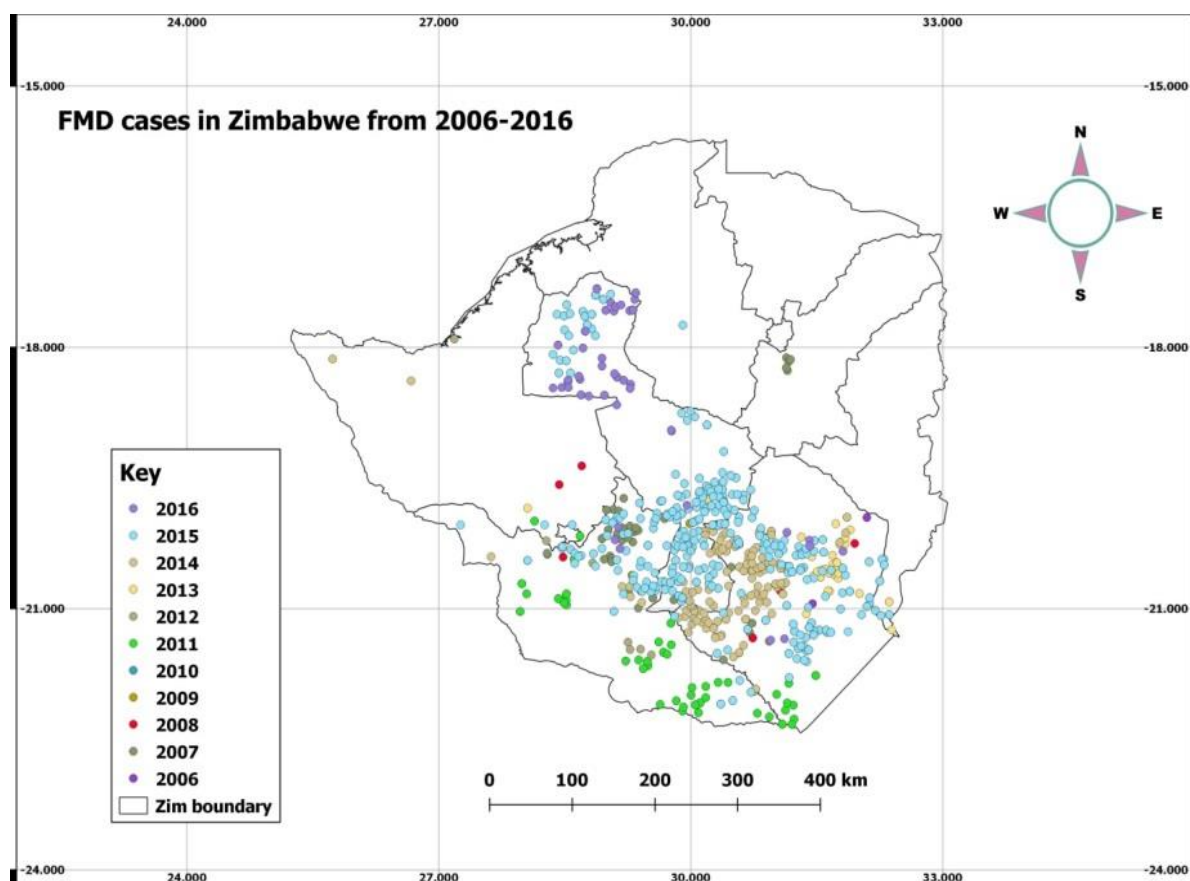 24.000 27.000 30.000 33.000
-15.000 -15.000
FMD cases in Zimbabwe from 2006-2016
N
W E
S
-18.000 -18.000
Key
2016
2015
2014
2013
2012
2011
2010
2009
2008
2007
2006
Zim boundary
-21.000 -21.000
0 100 200 300 400 km
-24.000 -24.000
24.000 27.000 30.000 33.000